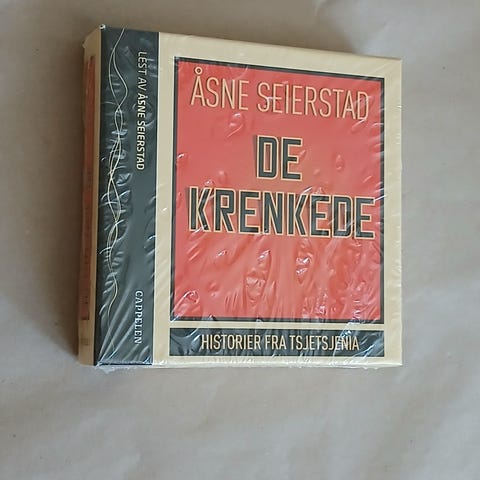 ÅSNE SEIERSTAD
DE
KRENKEDE
HISTORIER FRA TSJETSJENIA
LEST AV ÅSNE SEIERSTAD
CAPPELEN